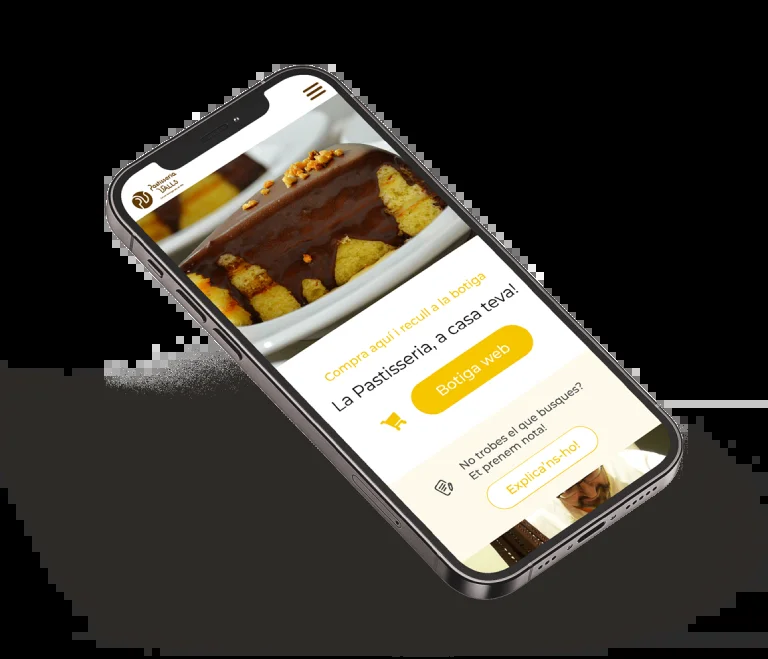 Pastisseria
VALLS
Compra aquí i recull a la botiga
La Pastisseria, a casa teva!
Botiga web
No trobes el que busques?
Et prenem nota!
Explica'ns-ho!